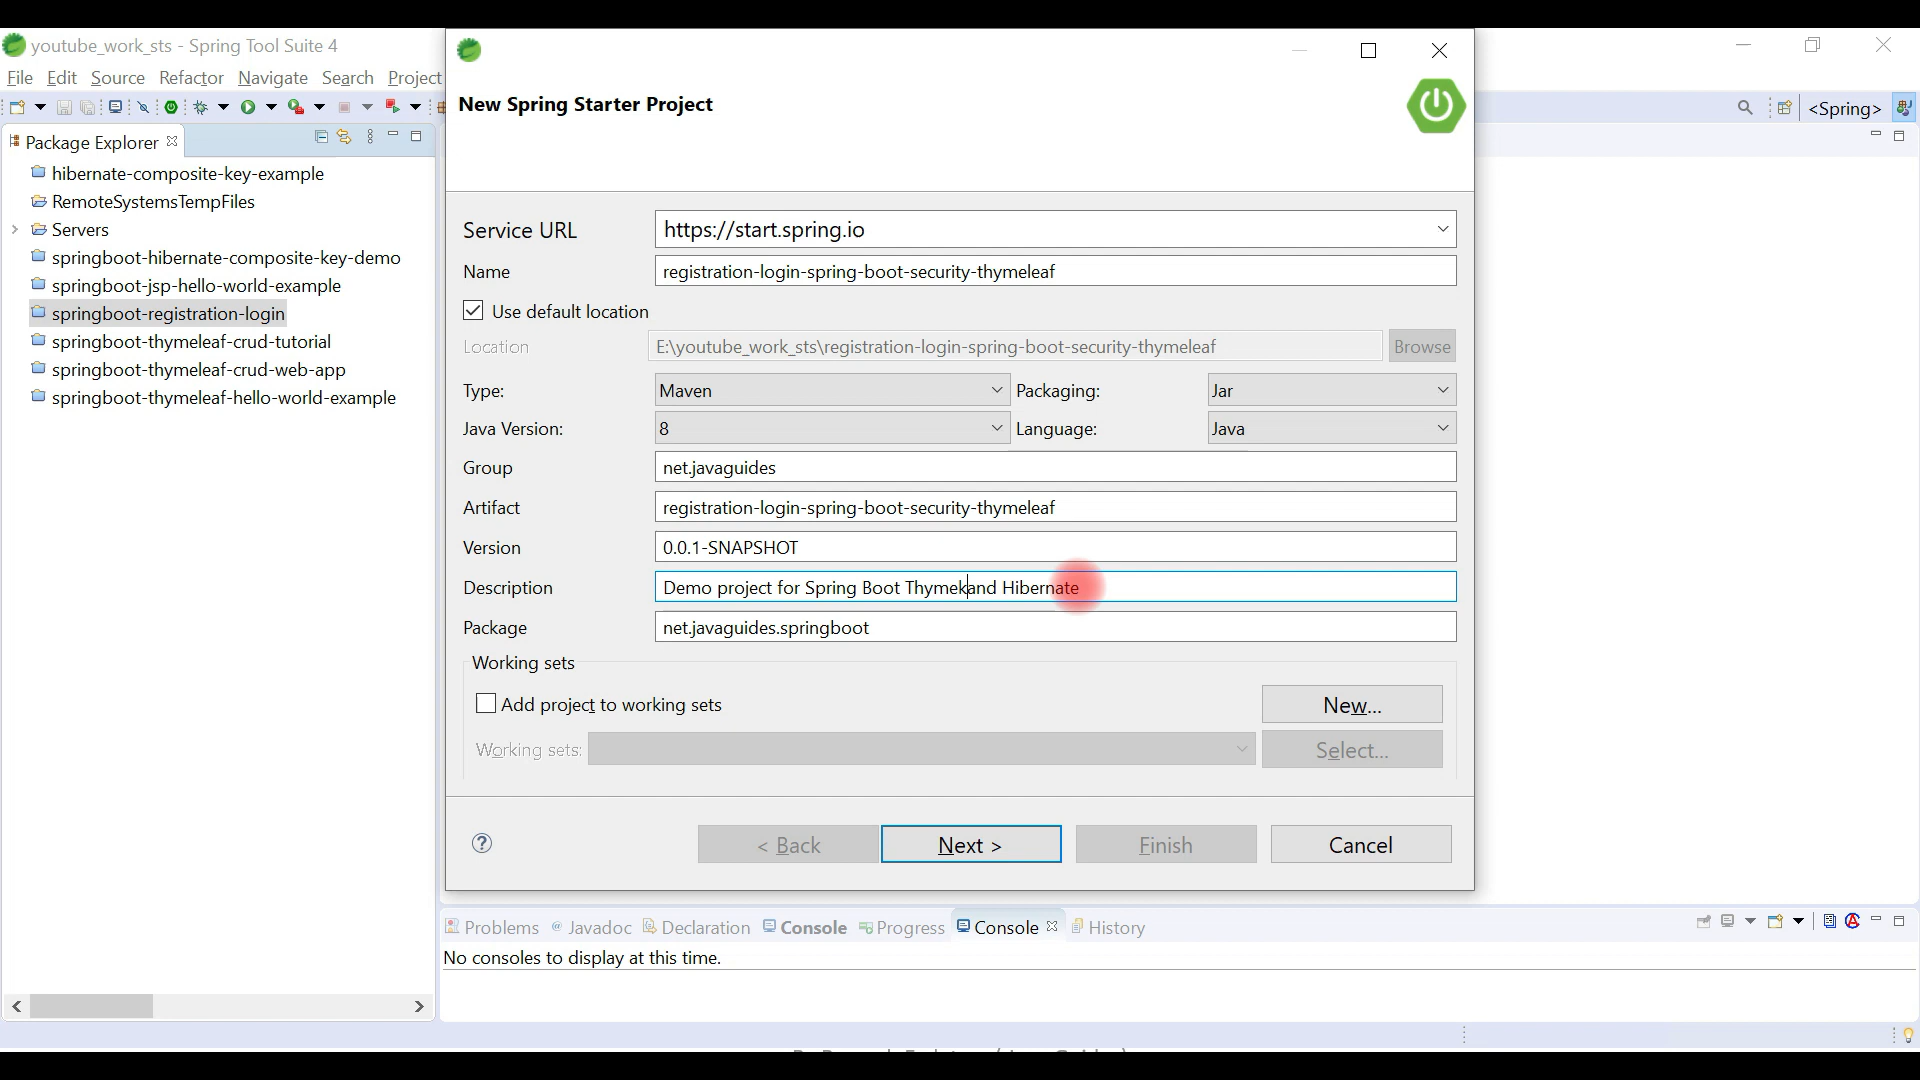 youtube_work_sts - Spring Tool Suite 4
File Edit Source Refactor Navigate Search Project
<Spring>
Package Explorer
hibernate-composite-key-example
RemoteSystemsTempFiles
Servers
springboot-hibernate-composite-key-demo
springboot-jsp-hello-world-example
springboot-registration-login
springboot-thymeleaf-crud-tutorial
springboot-thymeleaf-crud-web-app
springboot-thymeleaf-hello-world-example
New Spring Starter Project
Service URL https://start.spring.io
Name registration-login-spring-boot-security-thymeleaf
Use default location
Location E:\youtube_work_sts\registration-login-spring-boot-security-thymeleaf Browse
Type: Maven Packaging: Jar
Java Version: 8 Language: Java
Group net.javaguides
Artifact registration-login-spring-boot-security-thymeleaf
Version 0.0.1-SNAPSHOT
Description Demo project for Spring Boot Thymekand Hibernate
Package net.javaguides.springboot
Working sets
Add project to working sets New...
Working sets: Select...
< Back Next > Finish Cancel
Problems Javadoc Declaration Console Progress Console History
No consoles to display at this time.